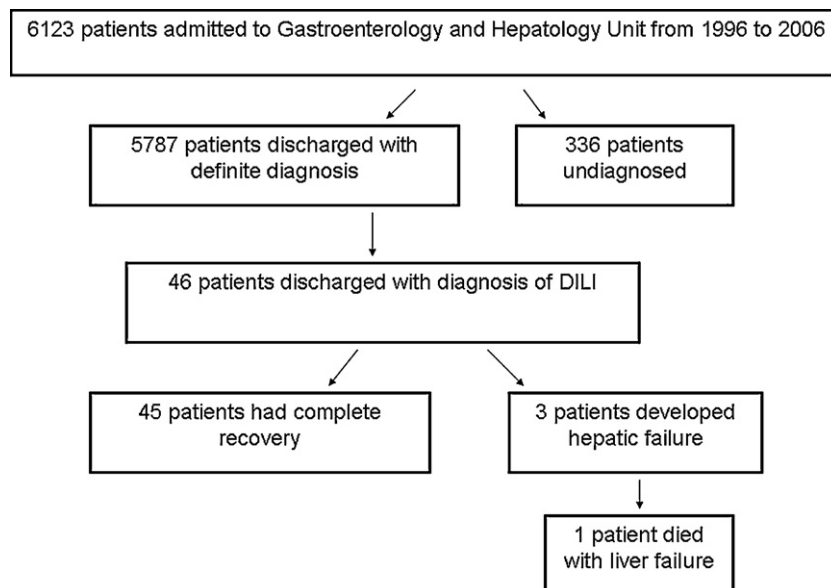 6123 patients admitted to Gastroenterology and Hepatology Unit from 1996 to 2006
5787 patients discharged with
definite diagnosis
336 patients
undiagnosed
46 patients discharged with diagnosis of DILI
45 patients had complete
recovery
3 patients developed
hepatic failure
1 patient died
with liver failure